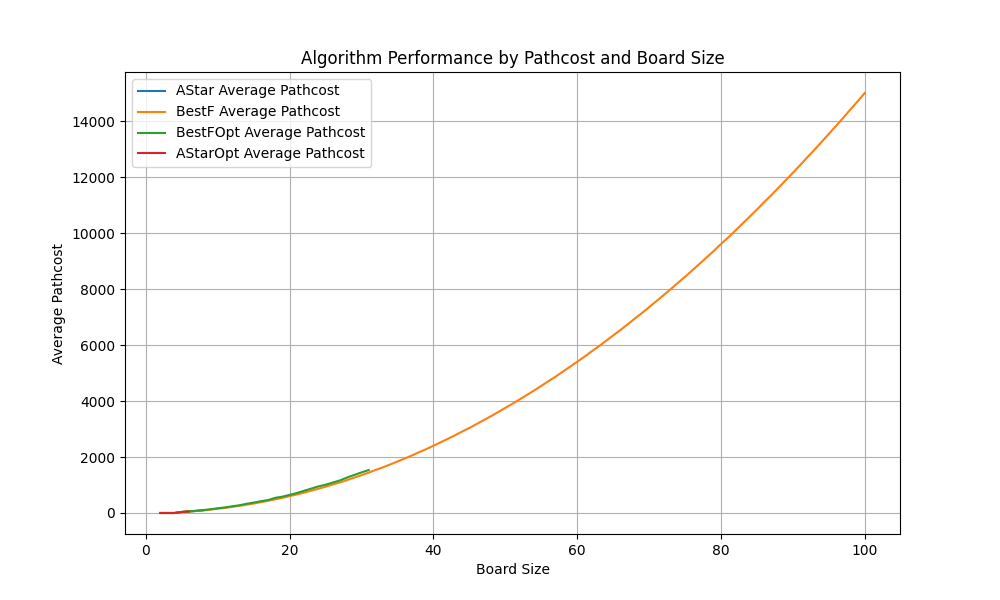 Algorithm Performance by Pathcost and Board Size
AStar Average Pathcost
BestF Average Pathcost
BestFOpt Average Pathcost
AStarOpt Average Pathcost
Average Pathcost
14000
12000
10000
8000
6000
4000
2000
0
0 20 40 60 80 100
Board Size